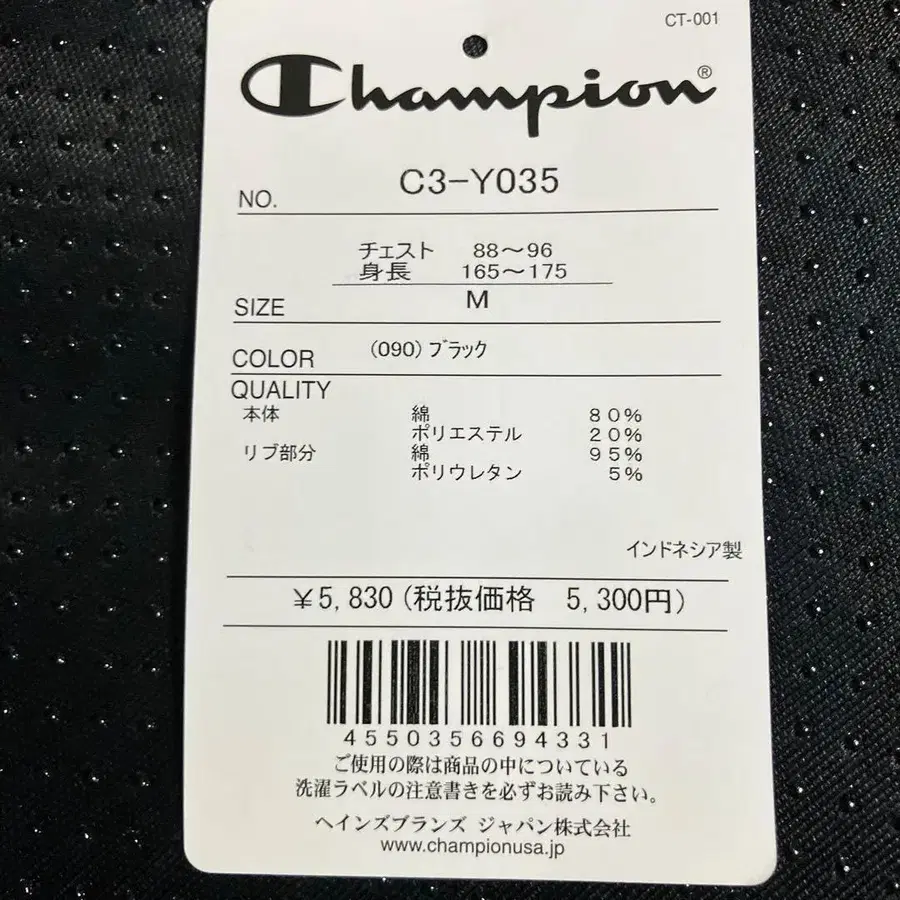 CT-001
Champion®
NO. C3-Y035
チェスト 88～96
身長 165～175
SIZE M
COLOR (090)ブラック
QUALITY
本体 綿 80%
ポリエステル 20%
リブ部分 綿 95%
ポリウレタン 5%
インドネシア製
¥5,830(税抜価格 5,300円)
4550356694331
ご使用の際は商品の中についている
洗濯ラベルの注意書きを必ずお読み下さい。
ヘインズブランズ ジャパン株式会社
www.championusa.jp